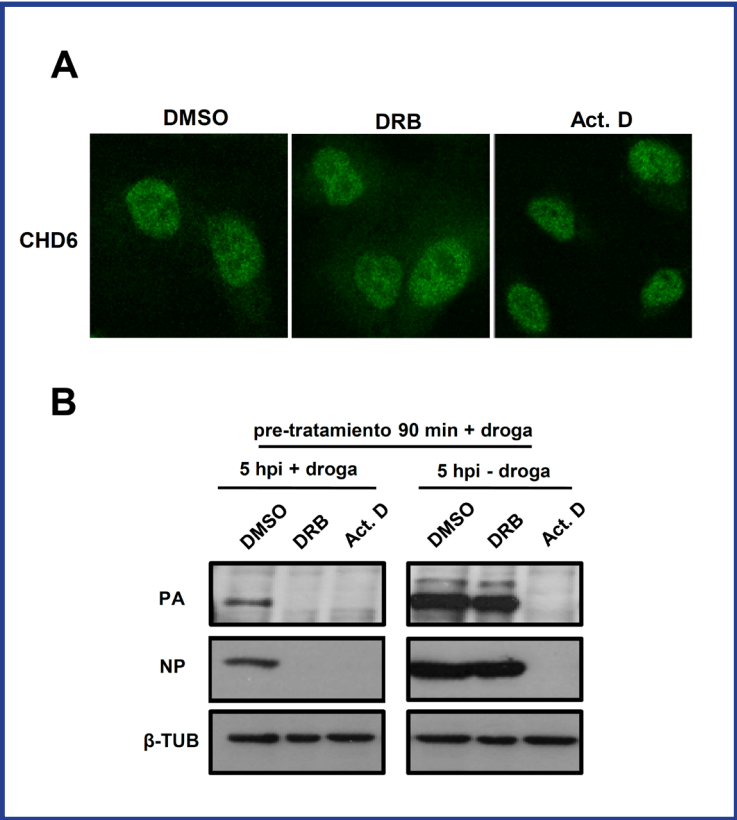 A
DMSO DRB Act. D
CHD6
B
pre-tratamiento 90 min + droga
5 hpi + droga 5 hpi - droga
DMSO DRB Act. D DMSO DRB Act. D
PA
NP
β-TUB